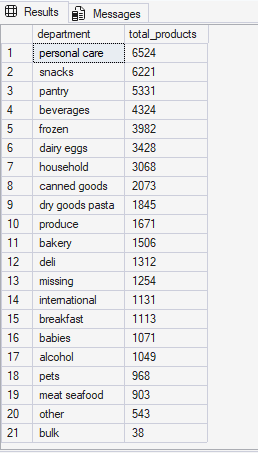 Results Messages
department total_products
1 personal care 6524
2 snacks 6221
3 pantry 5331
4 beverages 4324
5 frozen 3982
6 dairy eggs 3428
7 household 3068
8 canned goods 2073
9 dry goods pasta 1845
10 produce 1671
11 bakery 1506
12 deli 1312
13 missing 1254
14 international 1131
15 breakfast 1113
16 babies 1071
17 alcohol 1049
18 pets 968
19 meat seafood 903
20 other 543
21 bulk 38